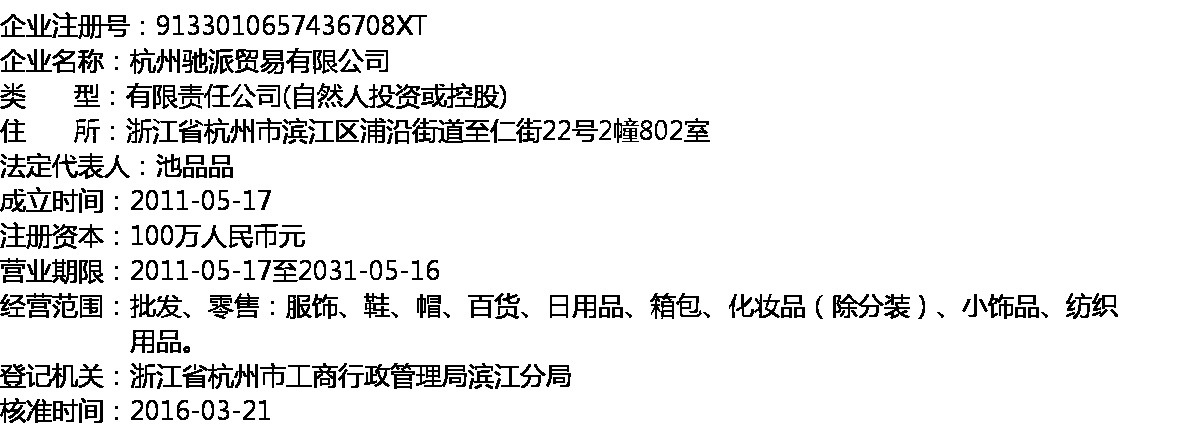 企业注册号：9133010657436708XT
企业名称：杭州驰派贸易有限公司
类　　型：有限责任公司(自然人投资或控股)
住　　所：浙江省杭州市滨江区浦沿街道至仁街22号2幢802室
法定代表人：池品品
成立时间：2011-05-17
注册资本：100万人民币元
营业期限：2011-05-17至2031-05-16
经营范围：批发、零售：服饰、鞋、帽、百货、日用品、箱包、化妆品（除分装）、小饰品、纺织
用品。
登记机关：浙江省杭州市工商行政管理局滨江分局
核准时间：2016-03-21